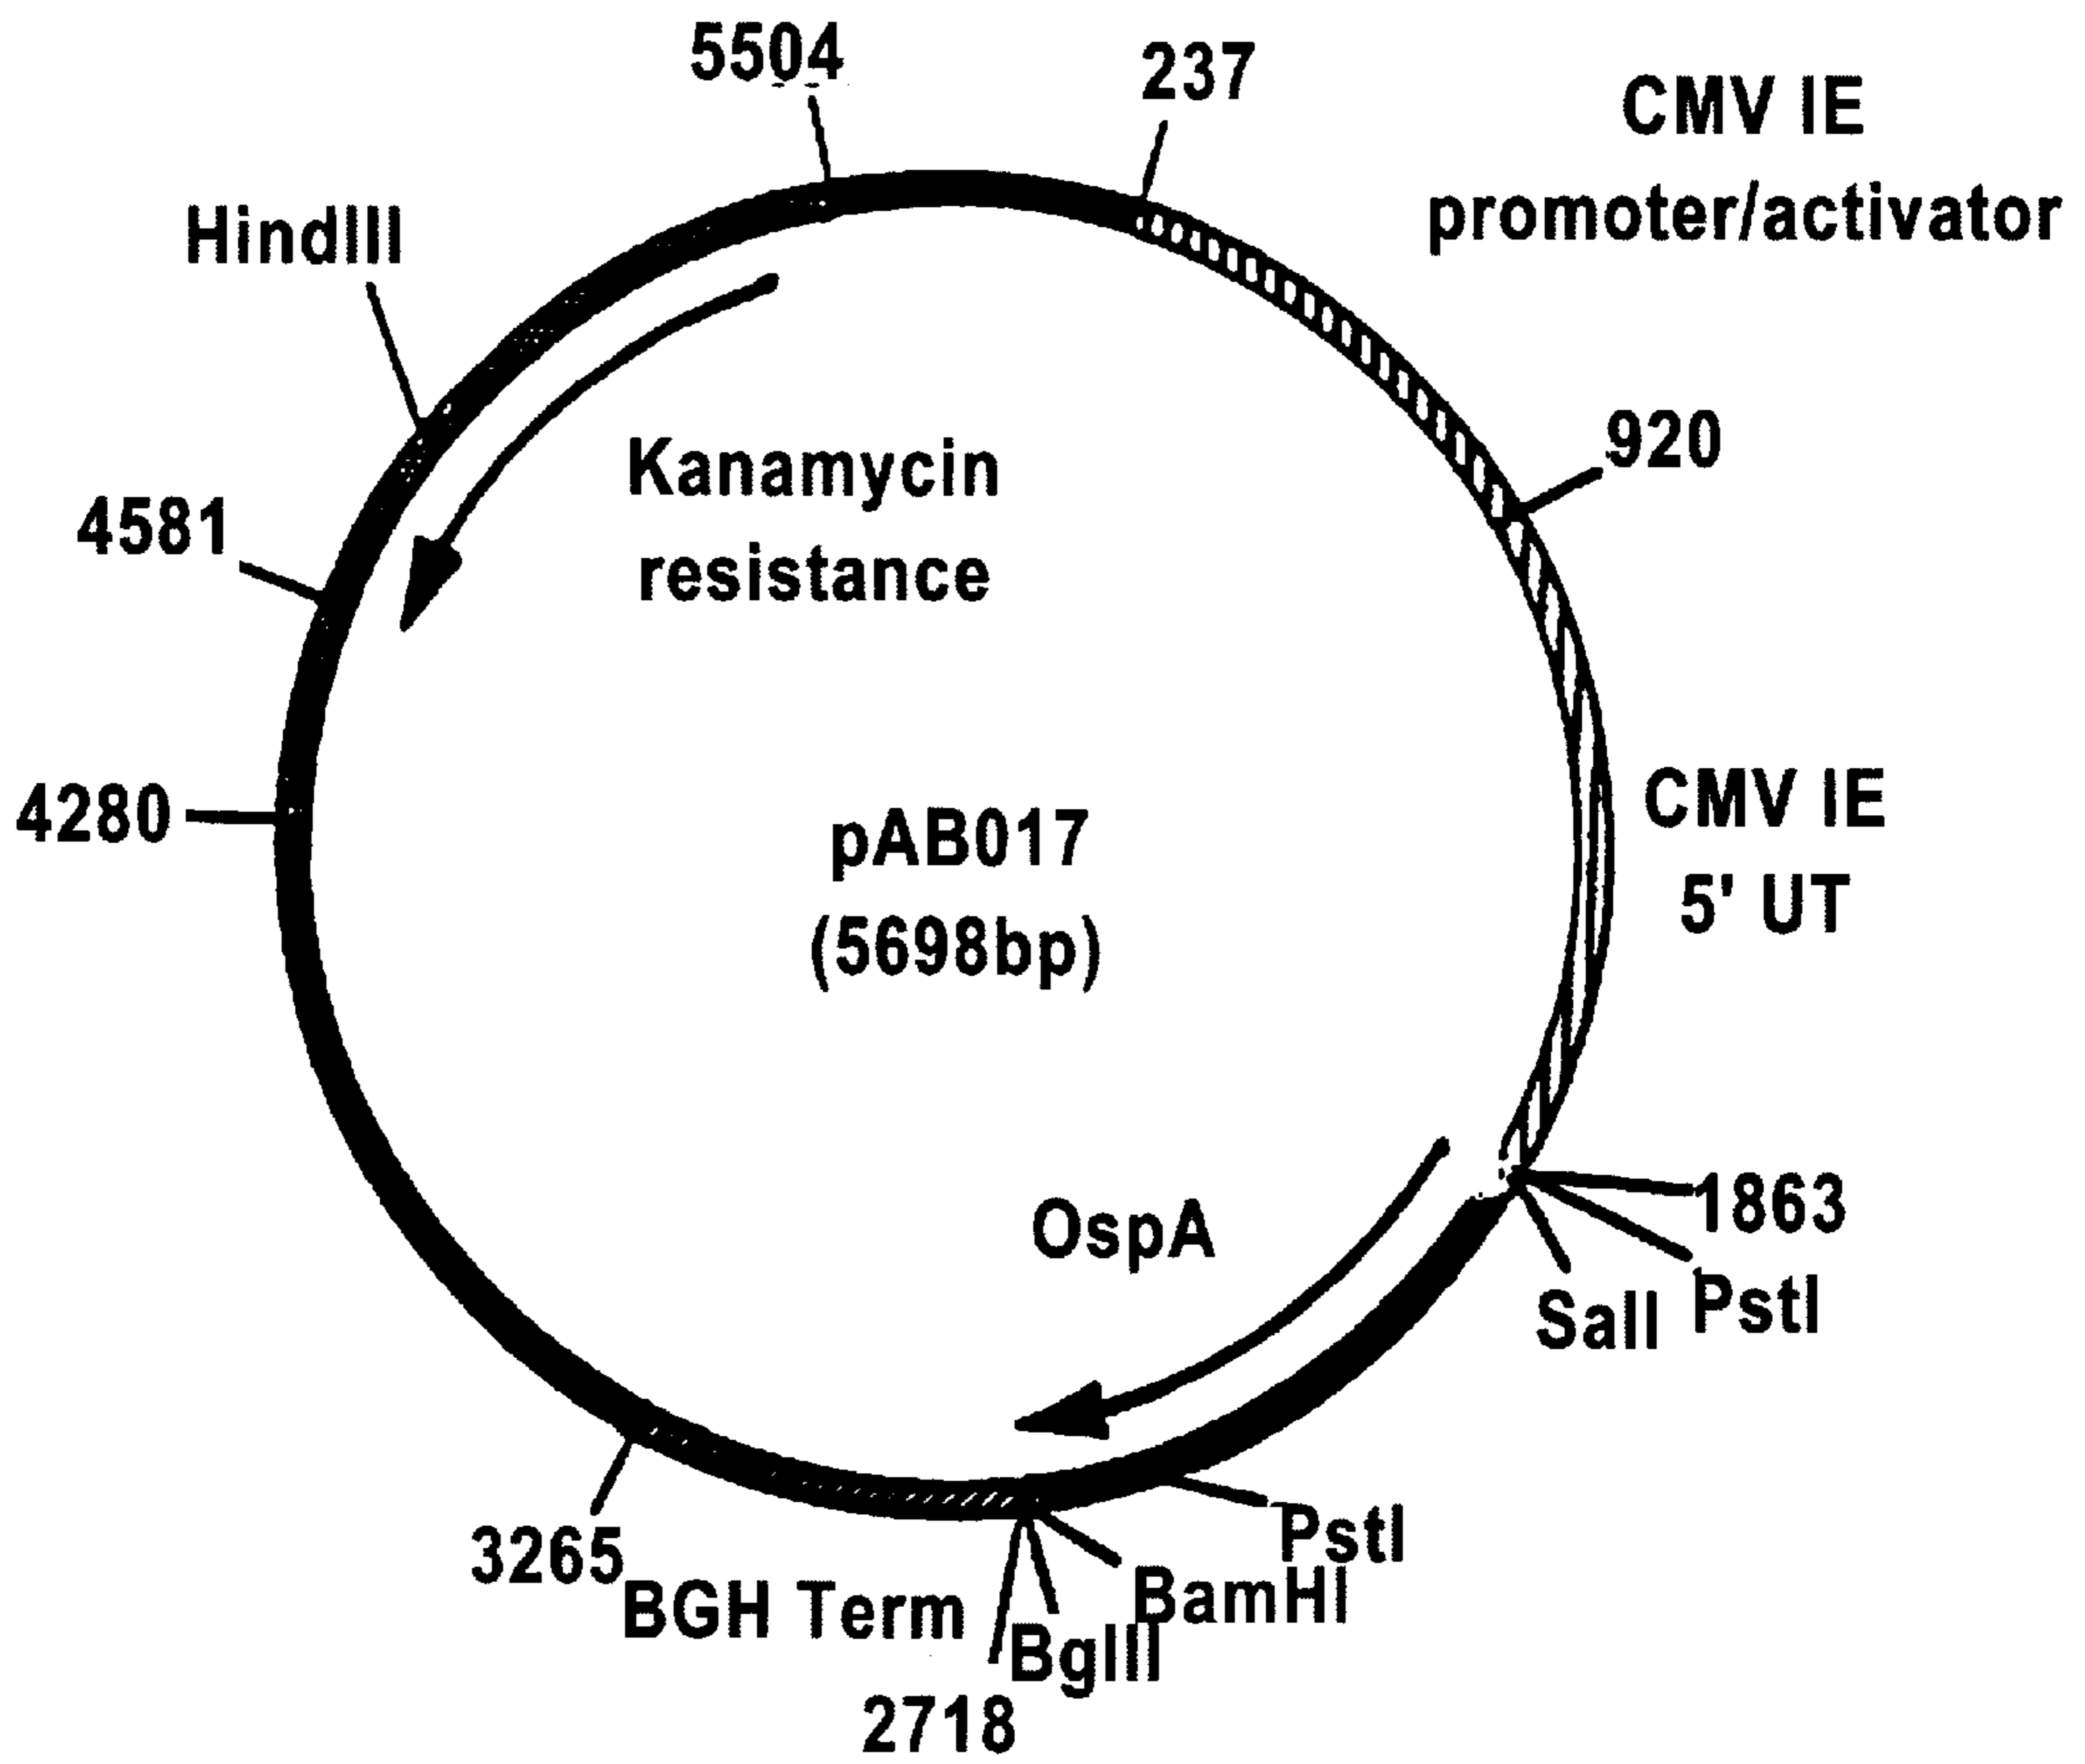 5504
237
CMV IE
promoter/activator
HindIII
920
Kanamycin
resistance
4581
4280
pAB017
(5698bp)
CMV IE
5' UT
OspA
1863
SalI
PstI
PstI
BamHI
BglII
3265
BGH Term
2718